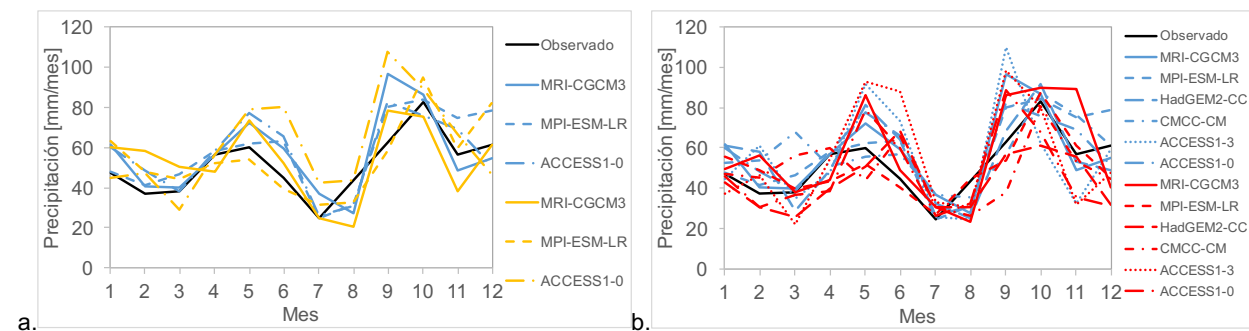 120
100
80
60
40
20
0
Precipitación [mm/mes]
1 2 3 4 5 6 7 8 9 10 11 12
Mes
Observado
MRI-CGCM3
MPI-ESM-LR
ACCESS1-0
MRI-CGCM3
MPI-ESM-LR
ACCESS1-0
a.
120
100
80
60
40
20
0
Precipitación [mm/mes]
1 2 3 4 5 6 7 8 9 10 11 12
Mes
Observado
MRI-CGCM3
MPI-ESM-LR
HadGEM2-CC
CMCC-CM
ACCESS1-3
ACCESS1-0
MRI-CGCM3
MPI-ESM-LR
HadGEM2-CC
CMCC-CM
ACCESS1-3
ACCESS1-0
b.